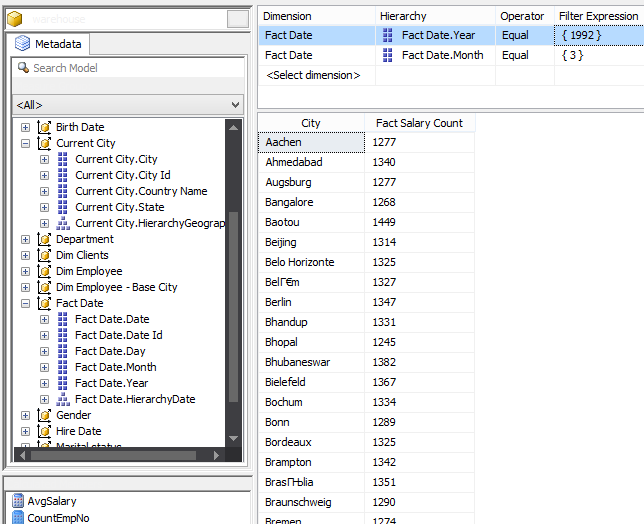 warehouse
Metadata
Search Model
<All>
Birth Date
Current City
Current City.City
Current City.City Id
Current City.Country Name
Current City.State
Current City.HierarchyGeograp
Department
Dim Clients
Dim Employee
Dim Employee - Base City
Fact Date
Fact Date.Date
Fact Date.Date Id
Fact Date.Day
Fact Date.Month
Fact Date.Year
Fact Date.HierarchyDate
Gender
Hire Date
Marital status
AvgSalary
CountEmpNo
Dimension Hierarchy Operator Filter Expression
Fact Date Fact Date.Year Equal { 1992 }
Fact Date Fact Date.Month Equal { 3 }
<Select dimension>
City Fact Salary Count
Aachen 1277
Ahmedabad 1340
Augsburg 1277
Bangalore 1268
Baotou 1449
Beijing 1314
Belo Horizonte 1325
BelГ€m 1327
Berlin 1347
Bhandup 1331
Bhopal 1245
Bhubaneswar 1382
Bielefeld 1367
Bochum 1334
Bonn 1289
Bordeaux 1325
Brampton 1342
BrasГЊlia 1351
Braunschweig 1290
Bremen 1274